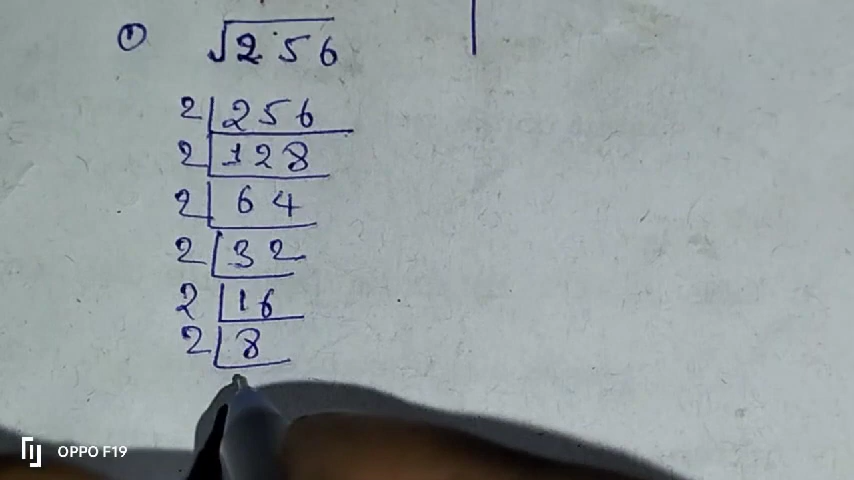 ① √256
2 | 256
2 | 128
2 | 64
2 | 32
2 | 16
2 | 8
OPPO F19